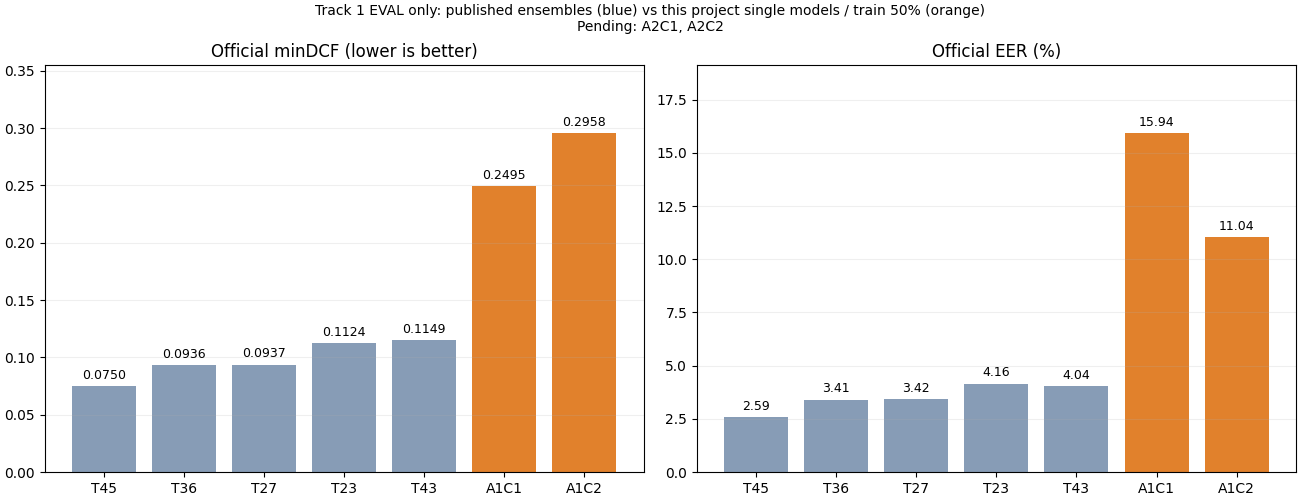 Track 1 EVAL only: published ensembles (blue) vs this project single models / train 50% (orange)
Pending: A2C1, A2C2
Official minDCF (lower is better)
0.35
0.30
0.25
0.20
0.15
0.10
0.05
0.00
0.0750
0.0936
0.0937
0.1124
0.1149
0.2495
0.2958
T45
T36
T27
T23
T43
A1C1
A1C2
Official EER (%)
17.5
15.0
12.5
10.0
7.5
5.0
2.5
0.0
2.59
3.41
3.42
4.16
4.04
15.94
11.04
T45
T36
T27
T23
T43
A1C1
A1C2